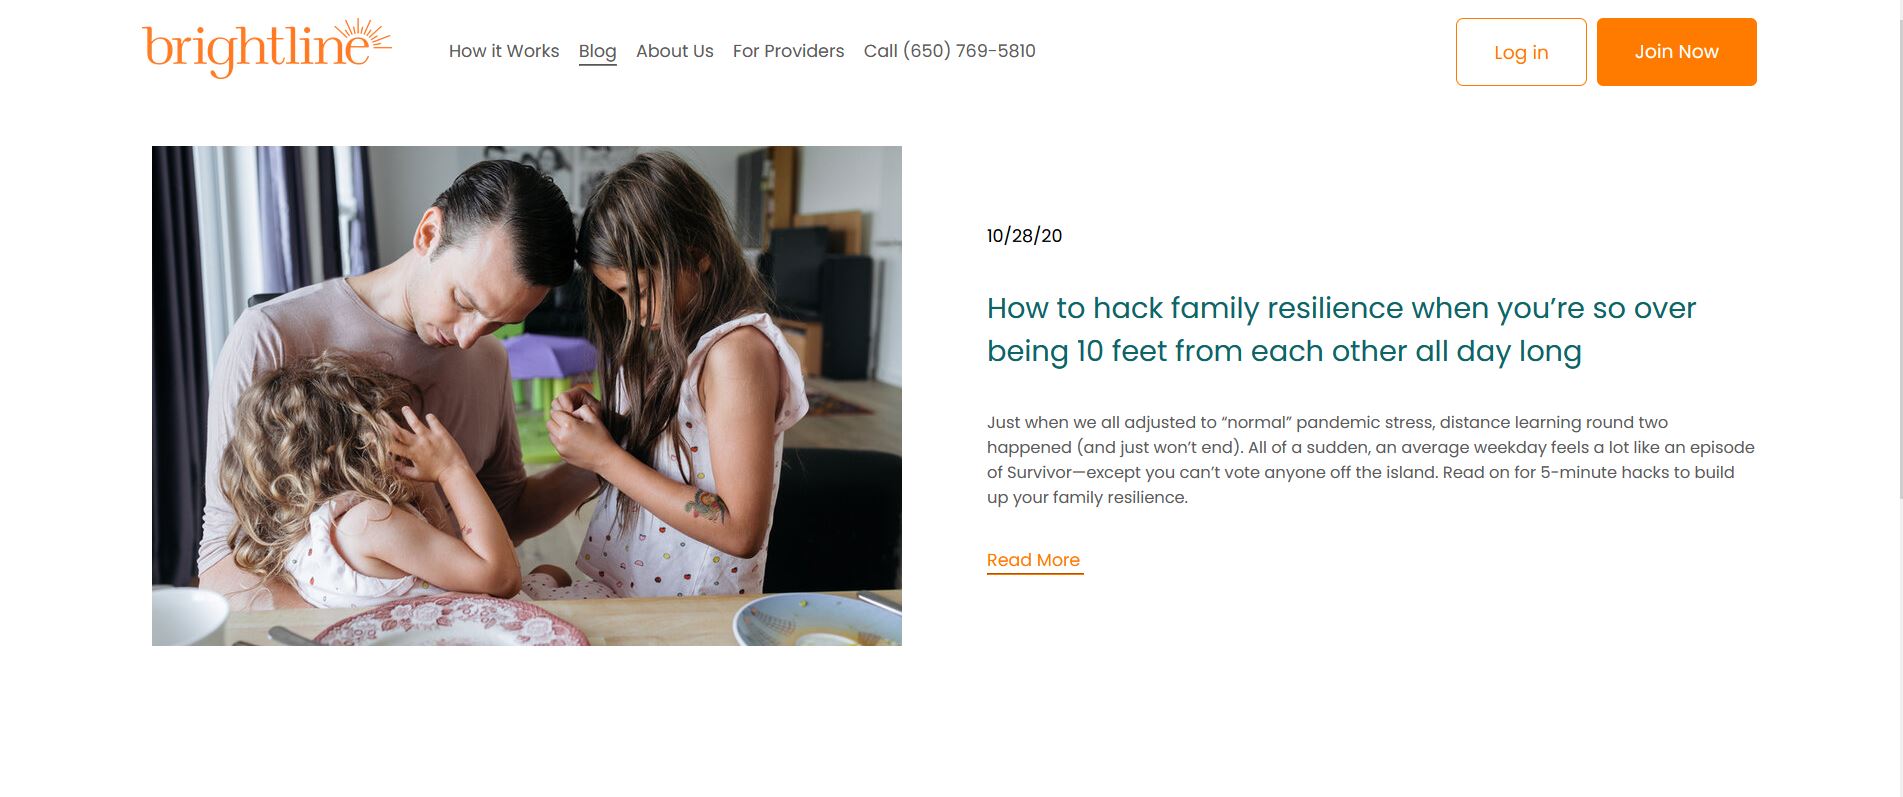 brightline
How it Works
Blog
About Us
For Providers
Call (650) 769-5810
Log in
Join Now
10/28/20
How to hack family resilience when you’re so over
being 10 feet from each other all day long
Just when we all adjusted to “normal” pandemic stress, distance learning round two
happened (and just won’t end). All of a sudden, an average weekday feels a lot like an episode
of Survivor—except you can’t vote anyone off the island. Read on for 5-minute hacks to build
up your family resilience.
Read More